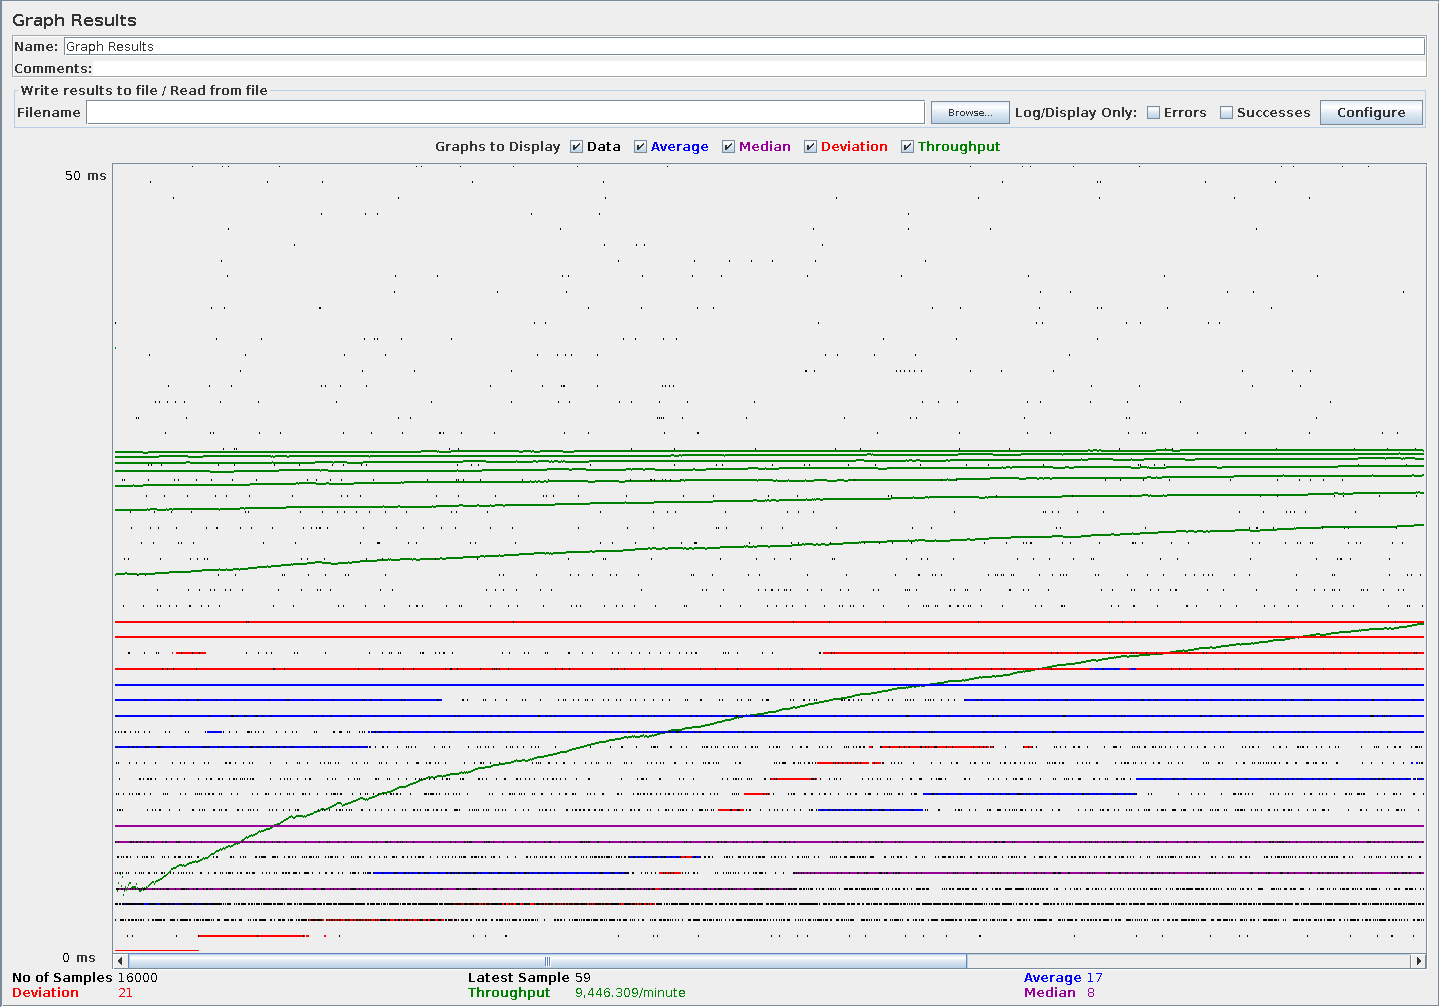 Graph Results
Name: Graph Results
Comments:
Write results to file / Read from file
Filename Browse... Log/Display Only: Errors Successes Configure
Graphs to Display Data Average Median Deviation Throughput
50 ms
0 ms
No of Samples 16000 Latest Sample 59 Average 17
Deviation 21 Throughput 9,446.309/minute Median 8